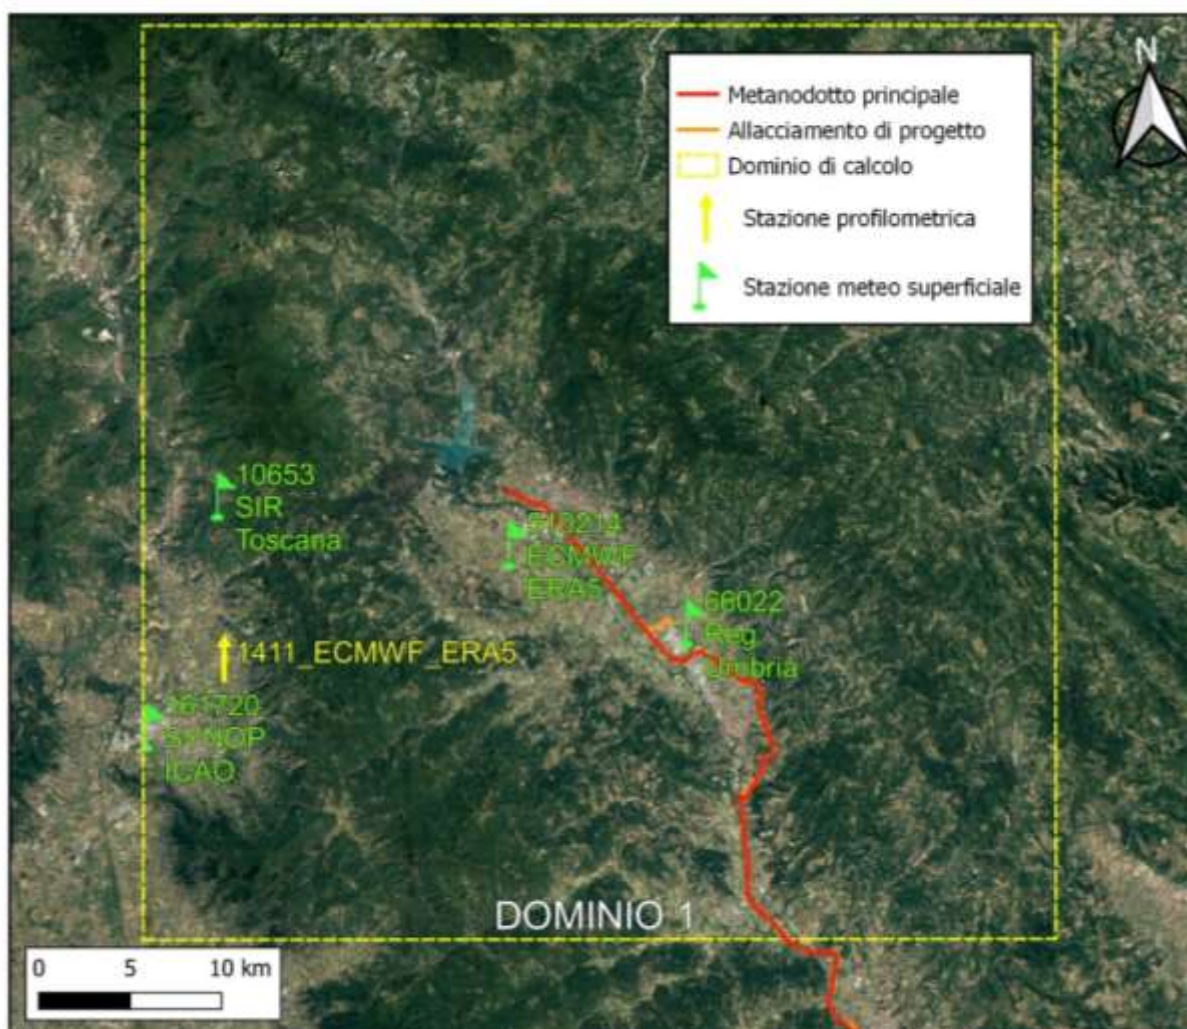 N
Metanodotto principale
Allacciamento di progetto
Dominio di calcolo
Stazione profilometrica
Stazione meteo superficiale
10653
SIR
Toscana
ECMWF
ERA5
Reg
Umbria
1411_ECMWF_ERA5
SYNOP
ICAO
DOMINIO 1
0 5 10 km